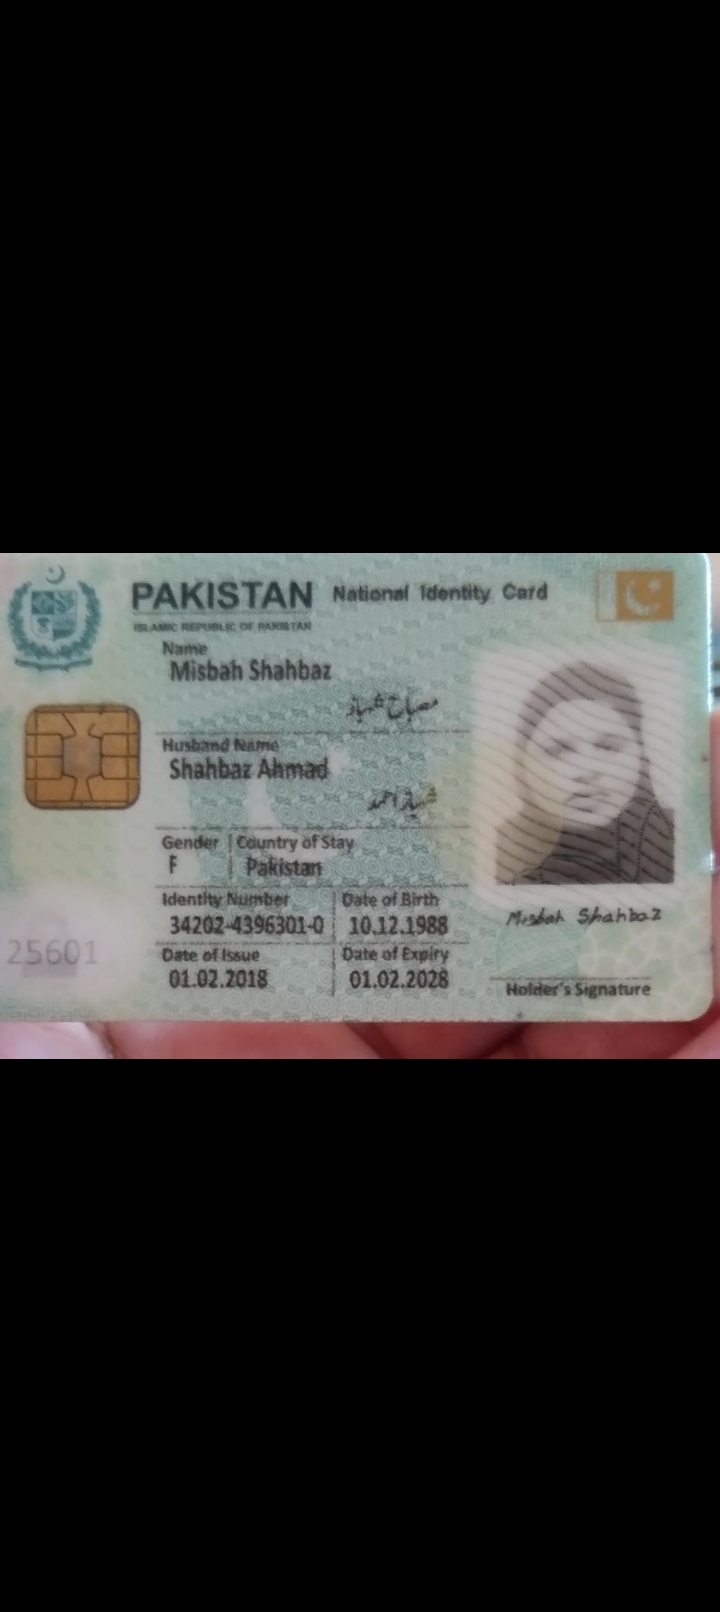 PAKISTAN National Identity Card
ISLAMIC REPUBLIC OF PAKISTAN
Name
Misbah Shahbaz
مصباح شہباز
Husband Name
Shahbaz Ahmad
شہباز احمد
Gender Country of Stay
F Pakistan
Identity Number Date of Birth
34202-4396301-0 10.12.1988
Date of Issue Date of Expiry
01.02.2018 01.02.2028
25601
Misbah Shahbaz
Holder's Signature